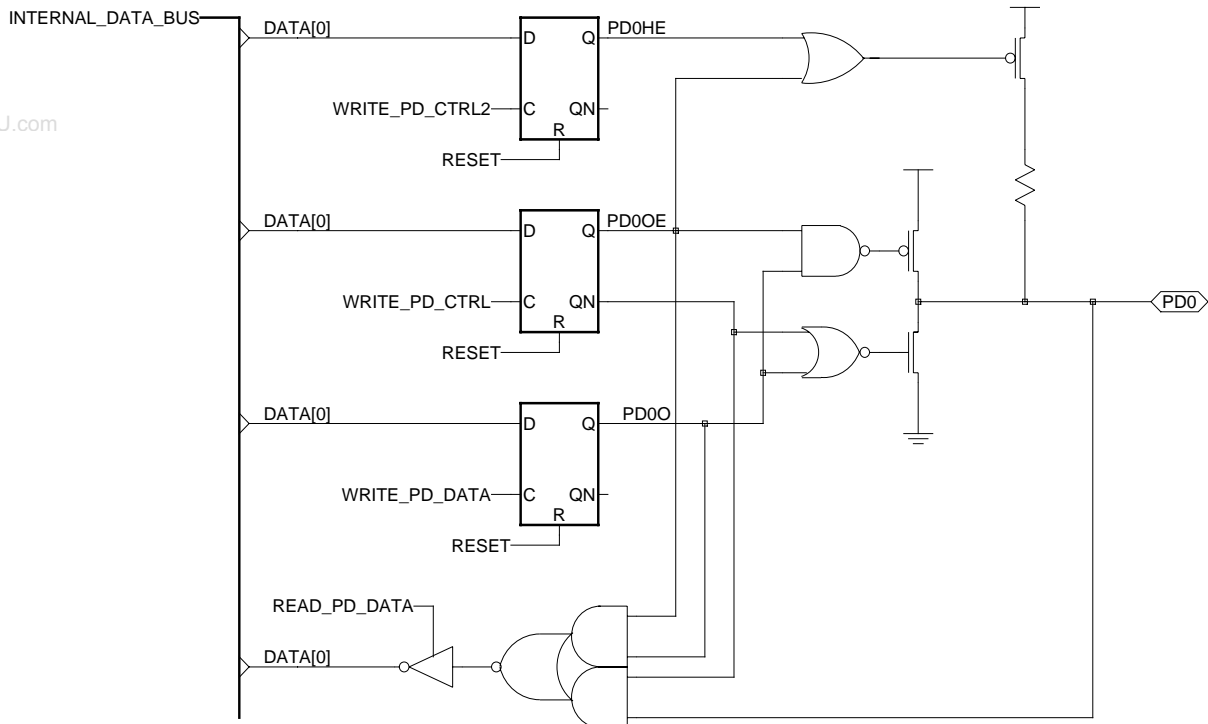 INTERNAL_DATA_BUS
DATA[0]
D
Q
PD0HE
WRITE_PD_CTRL2
C
QN
R
RESET
U.com
DATA[0]
D
Q
PD0OE
WRITE_PD_CTRL
C
QN
R
RESET
PD0
DATA[0]
D
Q
PD0O
WRITE_PD_DATA
C
QN
R
RESET
READ_PD_DATA
DATA[0]